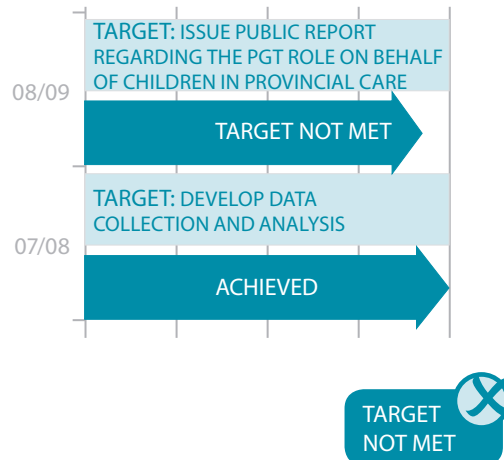 TARGET: ISSUE PUBLIC REPORT
REGARDING THE PGT ROLE ON BEHALF
OF CHILDREN IN PROVINCIAL CARE
08/09
TARGET NOT MET
TARGET: DEVELOP DATA
COLLECTION AND ANALYSIS
07/08
ACHIEVED
TARGET
NOT MET